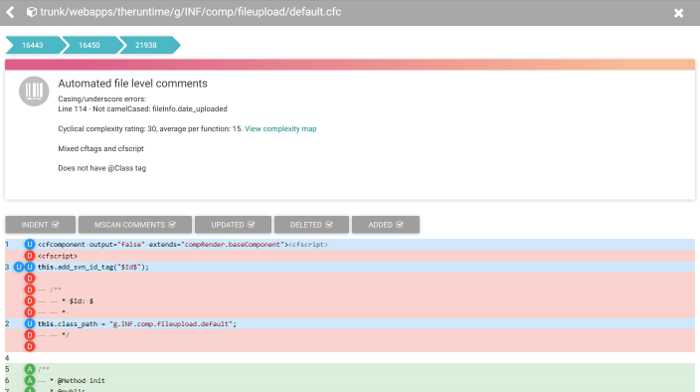 trunk/webapps/theruntime/g/INF/comp/fileupload/default.cfc
16443 16450 21938
Automated file level comments
Casing/underscore errors:
Line 114 - Not camelCased: fileInfo.date_uploaded
Cyclical complexity rating: 30, average per function: 15. View complexity map
Mixed cftags and cfscript
Does not have @Class tag
INDENT MSCAN COMMENTS UPDATED DELETED ADDED
1 U <cfcomponent output="false" extends="compRender.baseComponent"><cfscript>
D <cfscript>
3 U U this.add_svn_id_tag("$Id$");
D
D /**
D * $Id: $
D *
2 U this.class_path = "g.INF.comp.fileupload.default";
D */
D
4
5 A /**
6 A * @Method init
7 A * @public